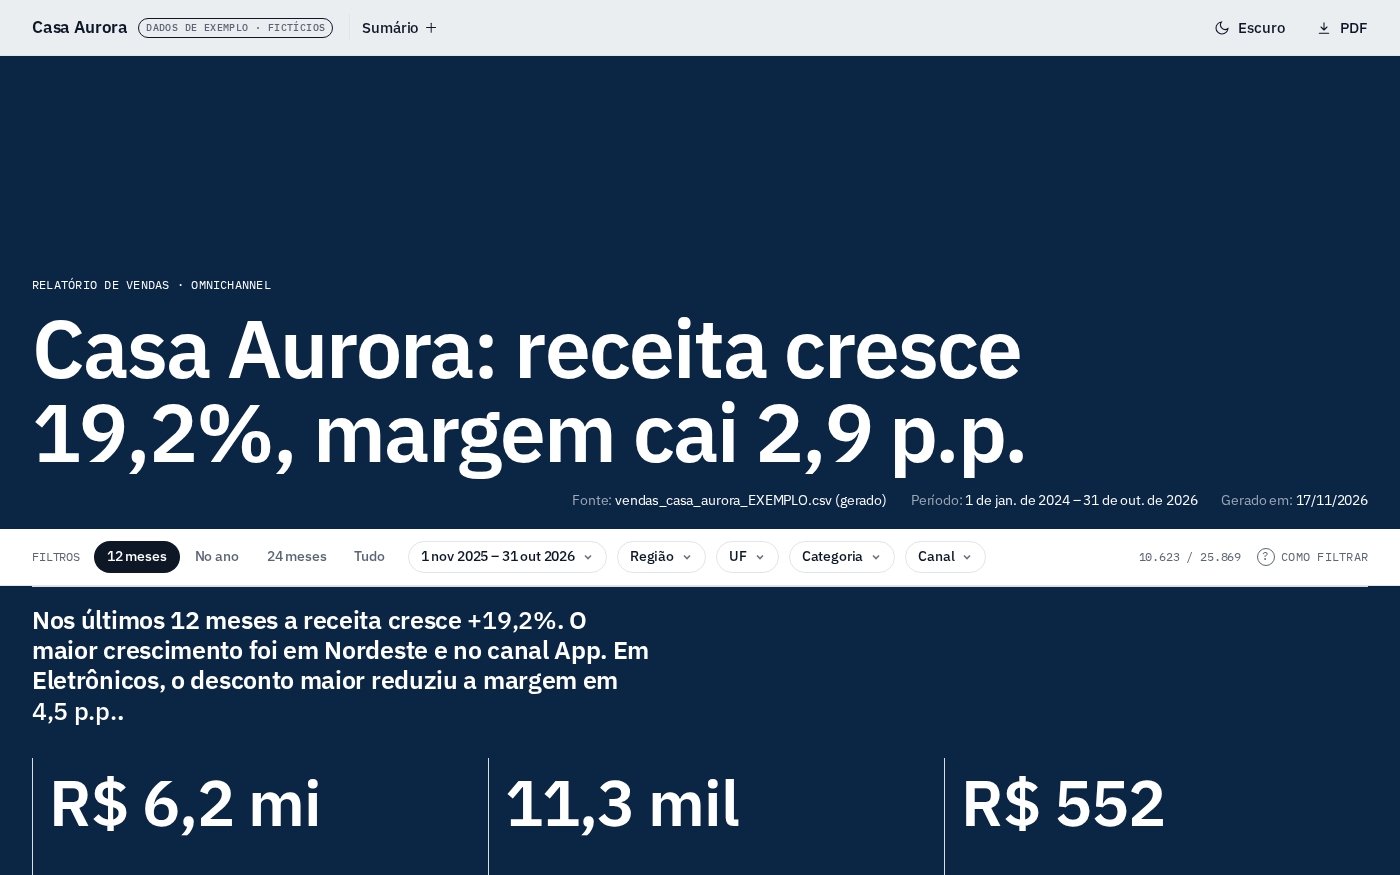 Casa Aurora DADOS DE EXEMPLO · FICTÍCIOS Sumário + Escuro PDF
RELATÓRIO DE VENDAS · OMNICHANNEL
Casa Aurora: receita cresce
19,2%, margem cai 2,9 p.p.
Fonte: vendas_casa_aurora_EXEMPLO.csv (gerado) Período: 1 de jan. de 2024 – 31 de out. de 2026 Gerado em: 17/11/2026
FILTROS 12 meses No ano 24 meses Tudo 1 nov 2025 – 31 out 2026 Região UF Categoria Canal 10.623 / 25.869 ? COMO FILTRAR
Nos últimos 12 meses a receita cresce +19,2%. O
maior crescimento foi em Nordeste e no canal App. Em
Eletrônicos, o desconto maior reduziu a margem em
4,5 p.p..
R$ 6,2 mi 11,3 mil R$ 552